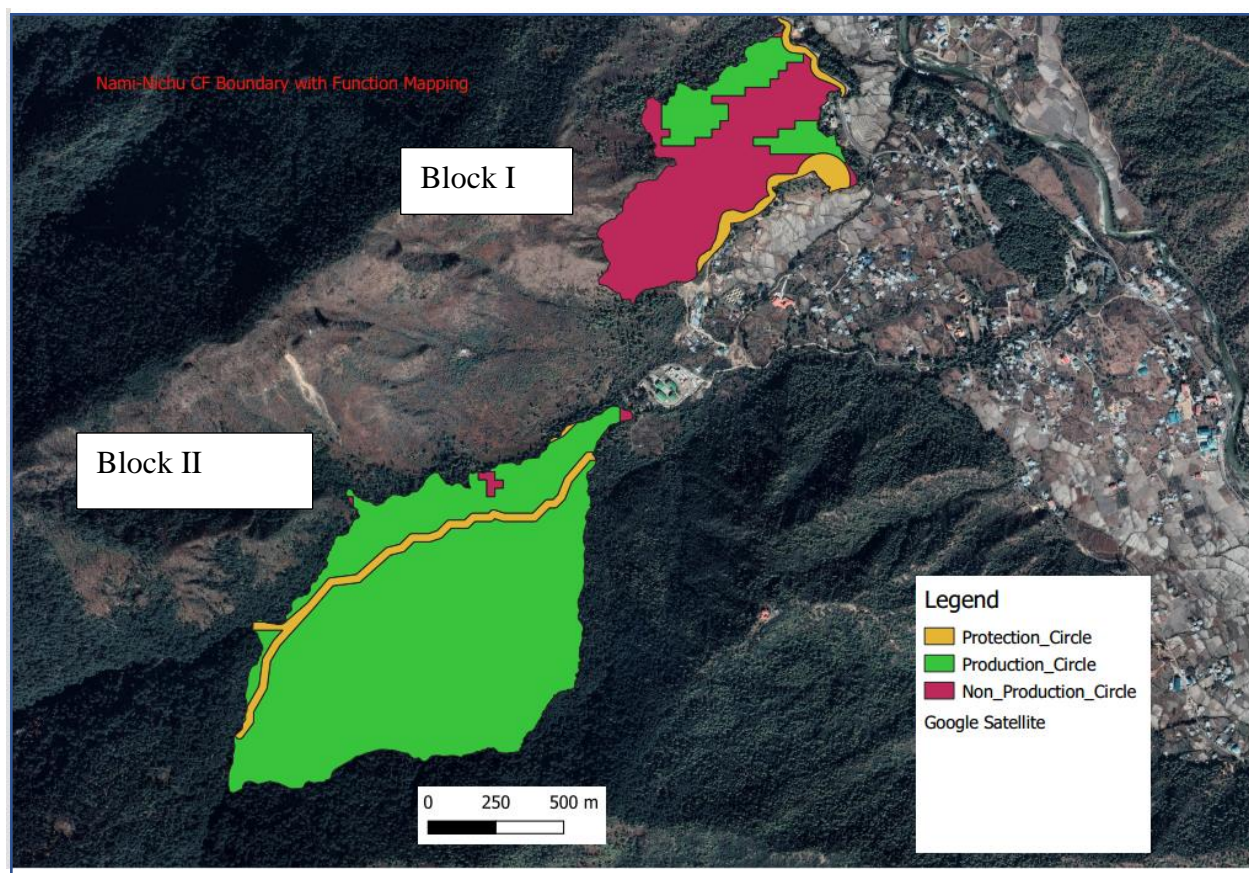 Nami-Nichu CF Boundary with Function Mapping
Block I
Block II
Legend
Protection_Circle
Production_Circle
Non_Production_Circle
Google Satellite
0 250 500 m